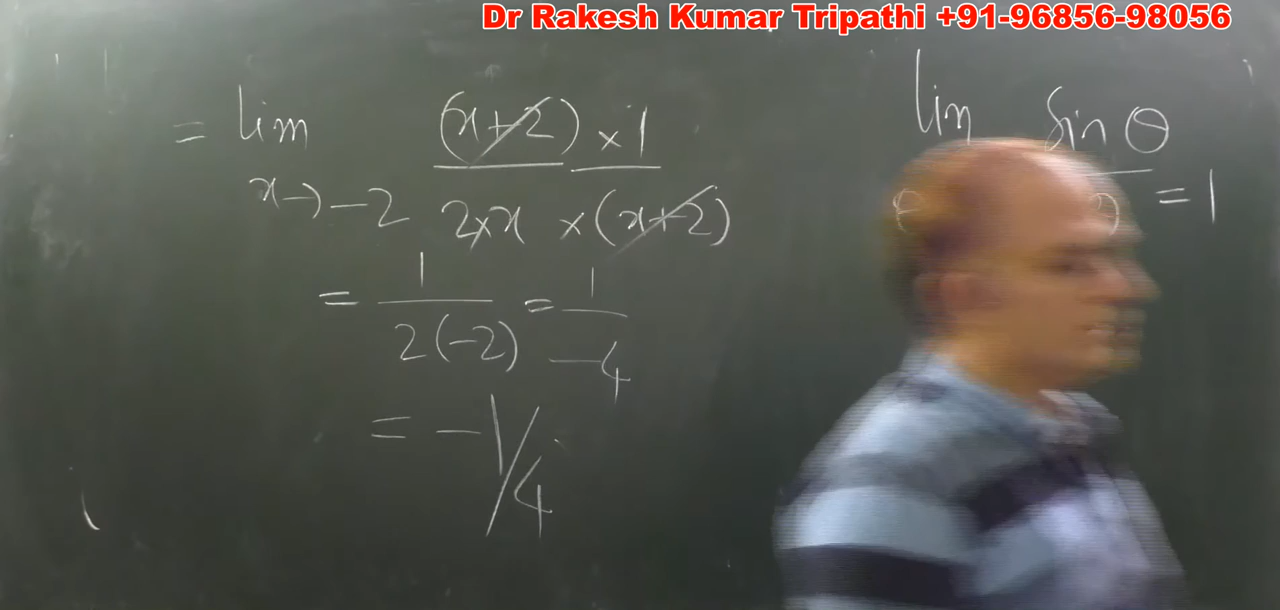 Dr Rakesh Kumar Tripathi +91-96856-98056
= lim (x+2) × 1
x→-2 2×x ×(x+2)
= 1 = 1
2(-2) -4
= -1/4
lim sin θ
= 1